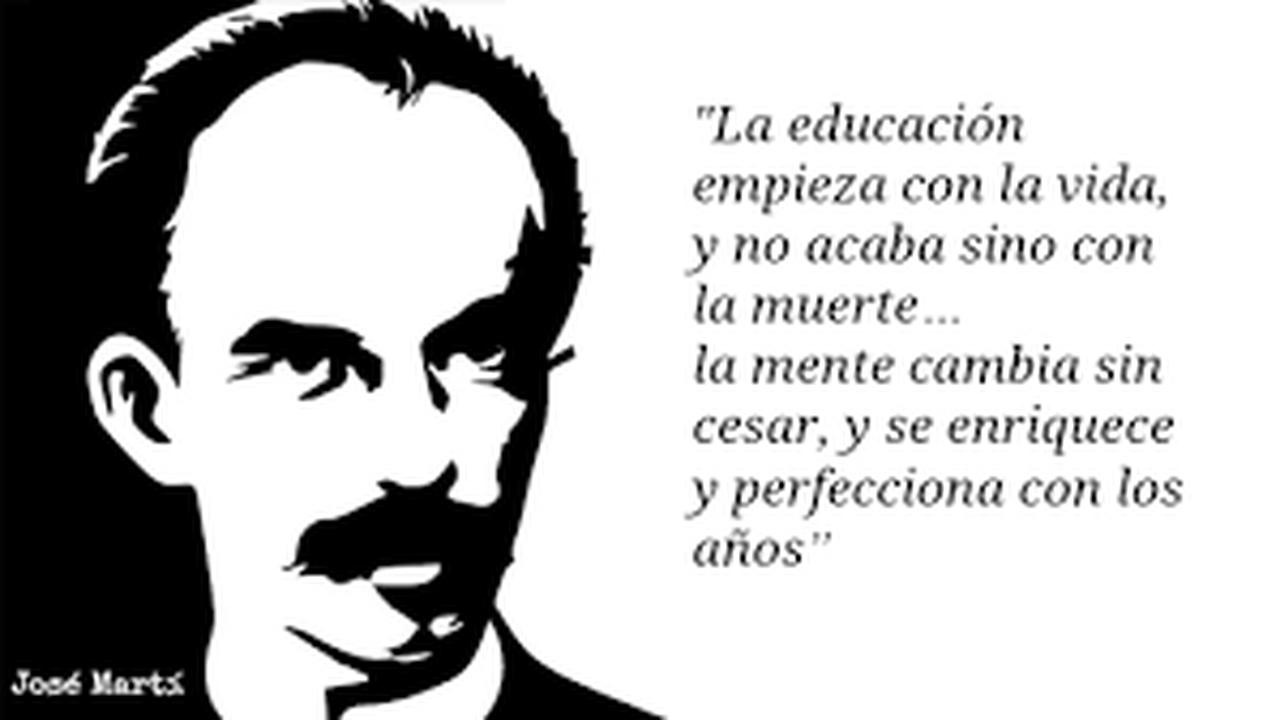 "La educación
empieza con la vida,
y no acaba sino con
la muerte...
la mente cambia sin
cesar, y se enriquece
y perfecciona con los
años”
José Martí